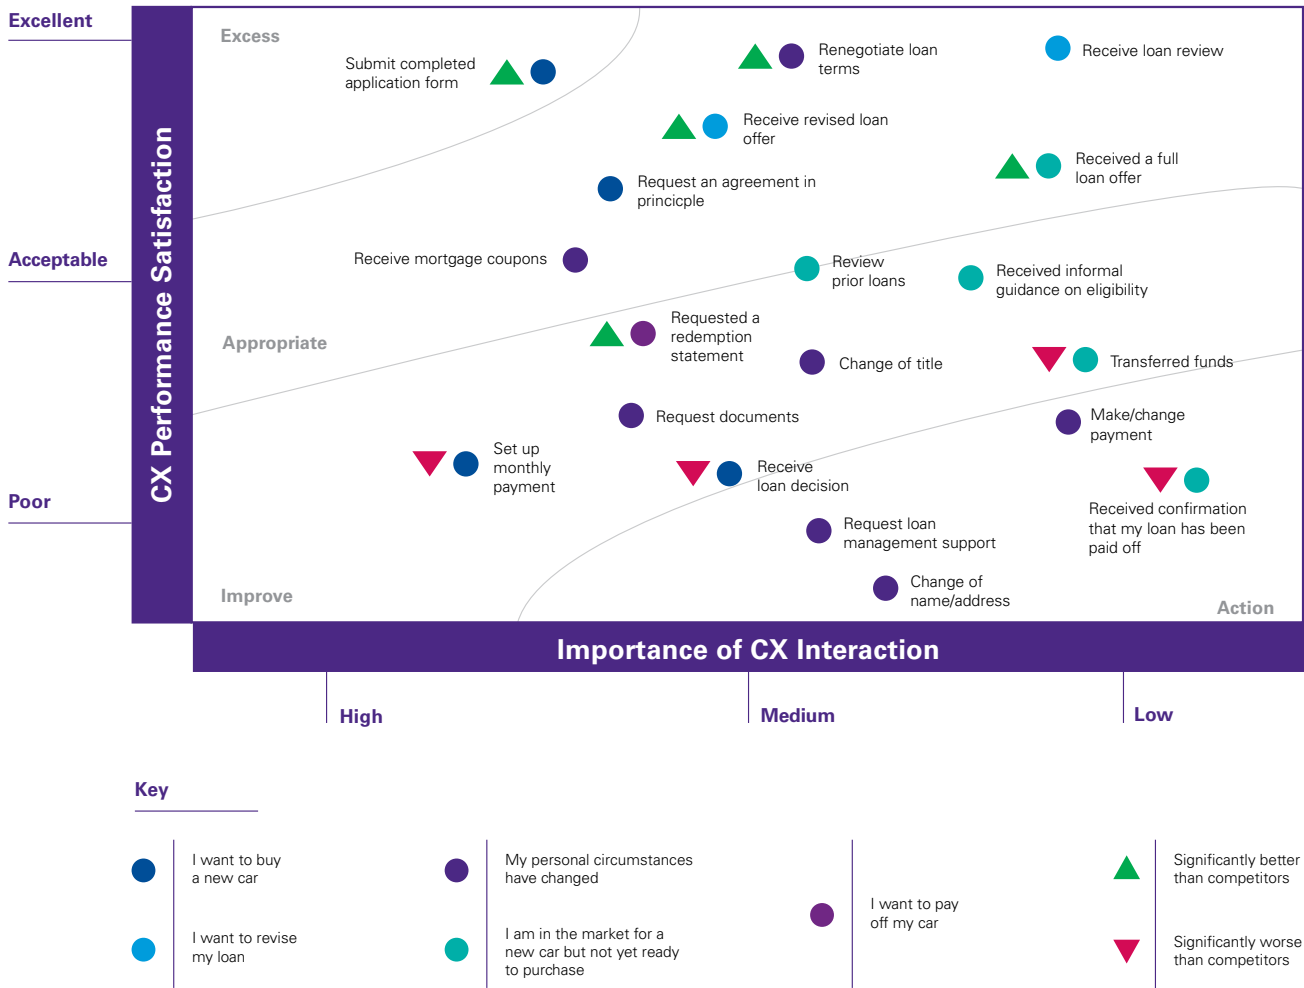 Excellent
Excess
Submit completed
application form
Renegotiate loan
terms
Receive loan review
Receive revised loan
offer
Received a full
loan offer
Request an agreement in
princicple
CX Performance Satisfaction
Acceptable
Receive mortgage coupons
Review
prior loans
Received informal
guidance on eligibility
Appropriate
Requested a
redemption
statement
Change of title
Transferred funds
Request documents
Make/change
payment
Set up
monthly
payment
Receive
loan decision
Poor
Received confirmation
that my loan has been
paid off
Request loan
management support
Change of
name/address
Improve
Action
Importance of CX Interaction
High
Medium
Low
Key
I want to buy
a new car
My personal circumstances
have changed
I want to pay
off my car
Significantly better
than competitors
I want to revise
my loan
I am in the market for a
new car but not yet ready
to purchase
Significantly worse
than competitors